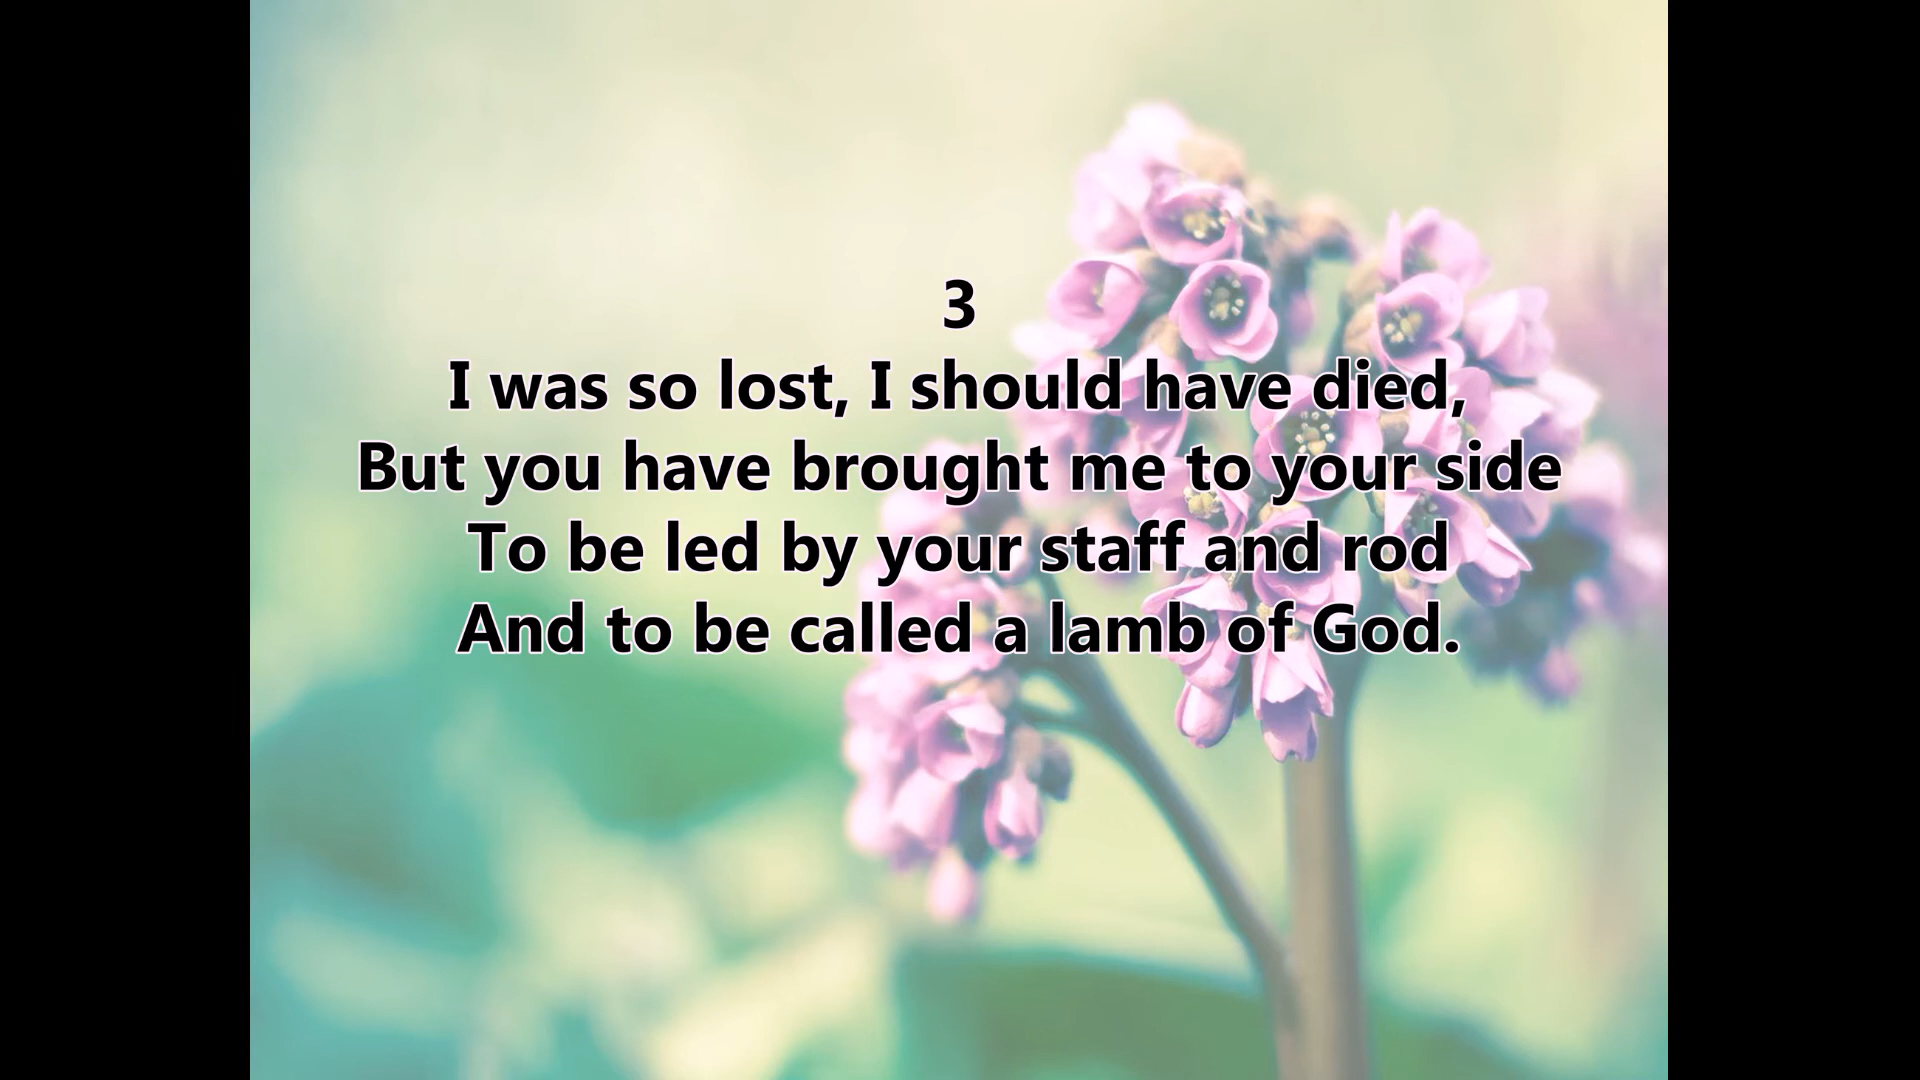 3
I was so lost, I should have died,
But you have brought me to your side
To be led by your staff and rod
And to be called a lamb of God.